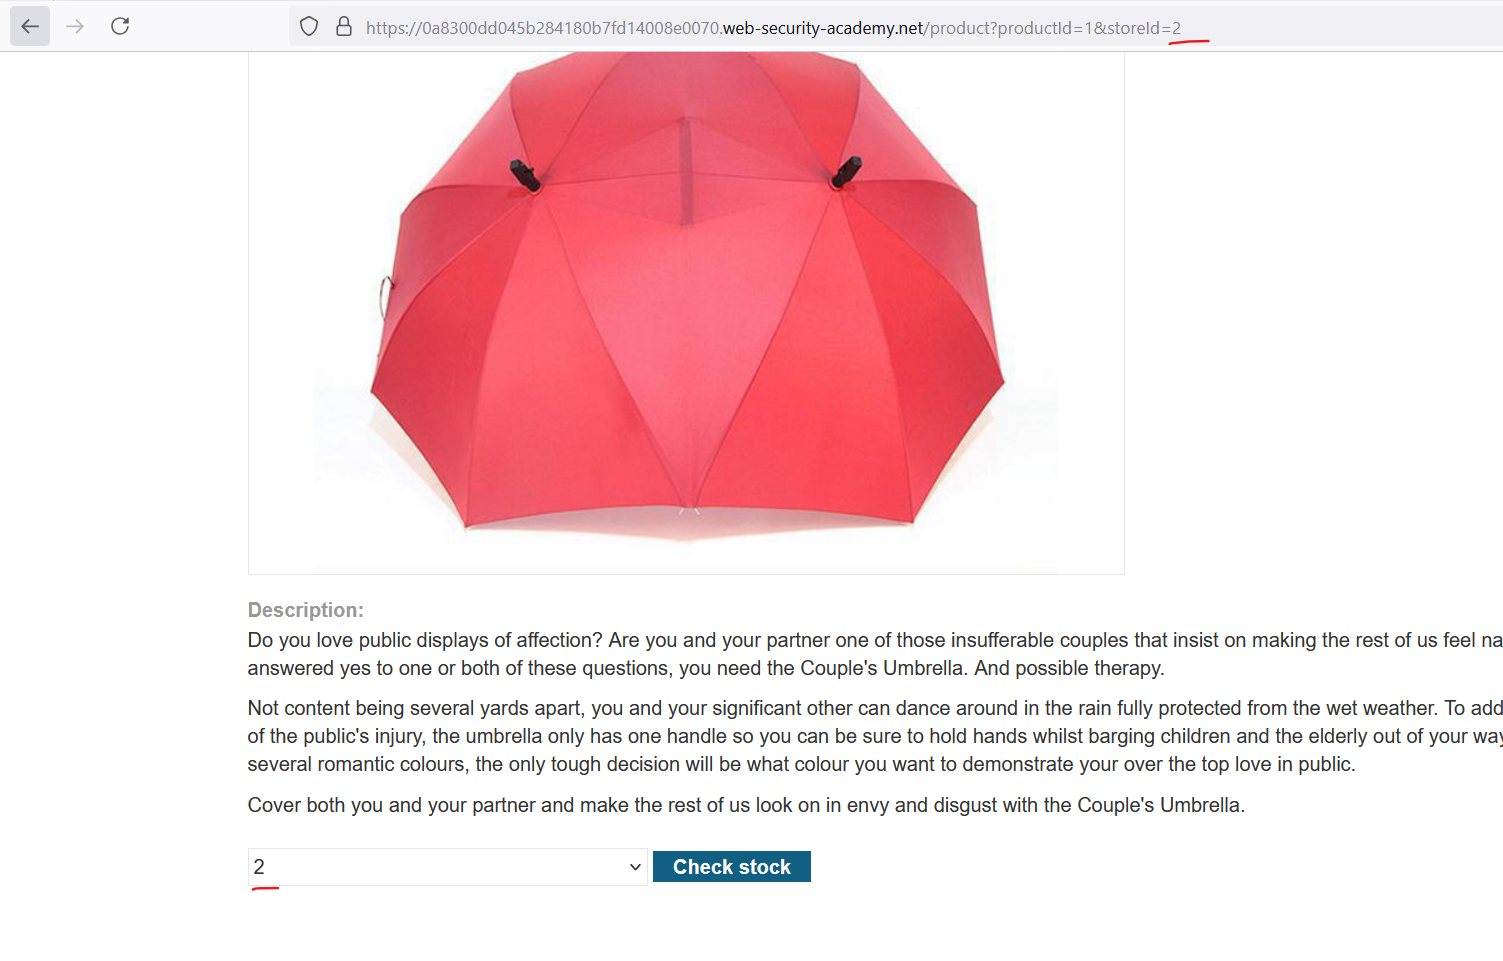 https://0a8300dd045b284180b7fd14008e0070.web-security-academy.net/product?productId=1&storeId=2
Description:
Do you love public displays of affection? Are you and your partner one of those insufferable couples that insist on making the rest of us feel na
answered yes to one or both of these questions, you need the Couple's Umbrella. And possible therapy.
Not content being several yards apart, you and your significant other can dance around in the rain fully protected from the wet weather. To add
of the public's injury, the umbrella only has one handle so you can be sure to hold hands whilst barging children and the elderly out of your way
several romantic colours, the only tough decision will be what colour you want to demonstrate your over the top love in public.
Cover both you and your partner and make the rest of us look on in envy and disgust with the Couple's Umbrella.
2 Check stock